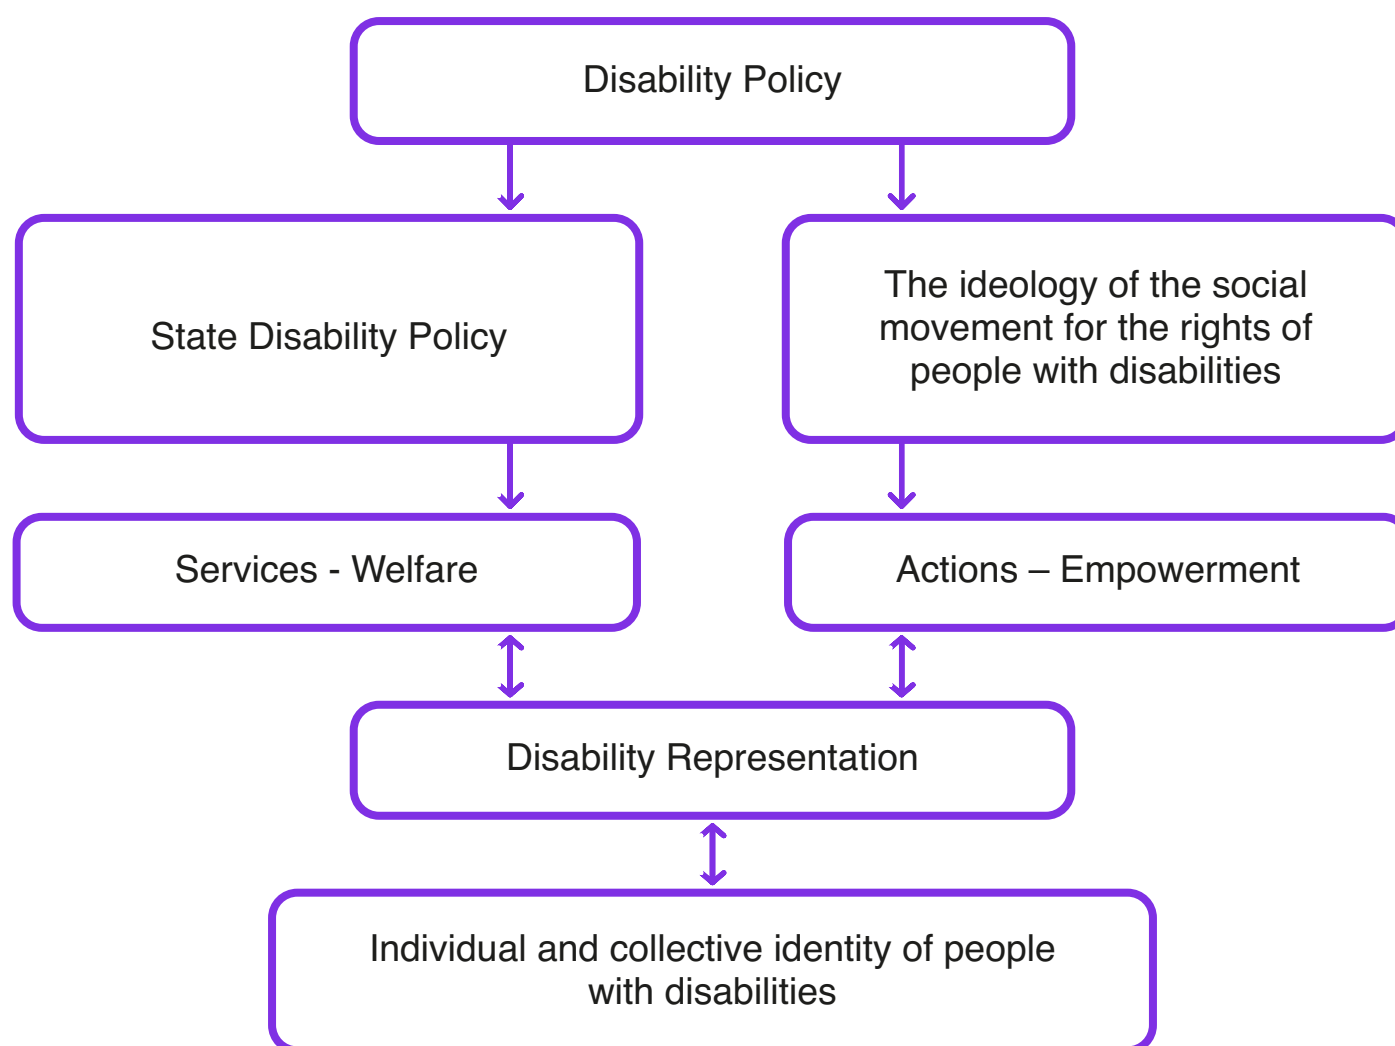 Disability Policy
State Disability Policy
The ideology of the social
movement for the rights of
people with disabilities
Services - Welfare
Actions – Empowerment
Disability Representation
Individual and collective identity of people
with disabilities